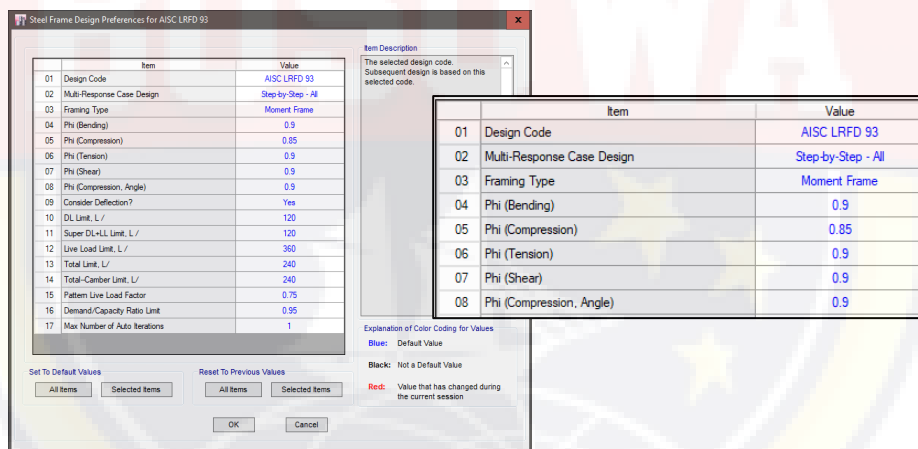 Steel Frame Design Preferences for AISC LRFD 93
x
Item Value
01 Design Code AISC LRFD 93
02 Multi-Response Case Design Step-by-Step - All
03 Framing Type Moment Frame
04 Phi (Bending) 0.9
05 Phi (Compression) 0.85
06 Phi (Tension) 0.9
07 Phi (Shear) 0.9
08 Phi (Compression, Angle) 0.9
09 Consider Deflection? Yes
10 DL Limit, L / 120
11 Super DL+LL Limit, L / 120
12 Live Load Limit, L / 360
13 Total Limit, L/ 240
14 Total--Camber Limit, L/ 240
15 Pattern Live Load Factor 0.75
16 Demand/Capacity Ratio Limit 0.95
17 Max Number of Auto Iterations 1
Set To Default Values
All Items Selected Items
Reset To Previous Values
All Items Selected Items
OK Cancel
Item Description
The selected design code.
Subsequent design is based on this
selected code.
Explanation of Color Coding for Values
Blue: Default Value
Black: Not a Default Value
Red: Value that has changed during
the current session
Item Value
01 Design Code AISC LRFD 93
02 Multi-Response Case Design Step-by-Step - All
03 Framing Type Moment Frame
04 Phi (Bending) 0.9
05 Phi (Compression) 0.85
06 Phi (Tension) 0.9
07 Phi (Shear) 0.9
08 Phi (Compression, Angle) 0.9